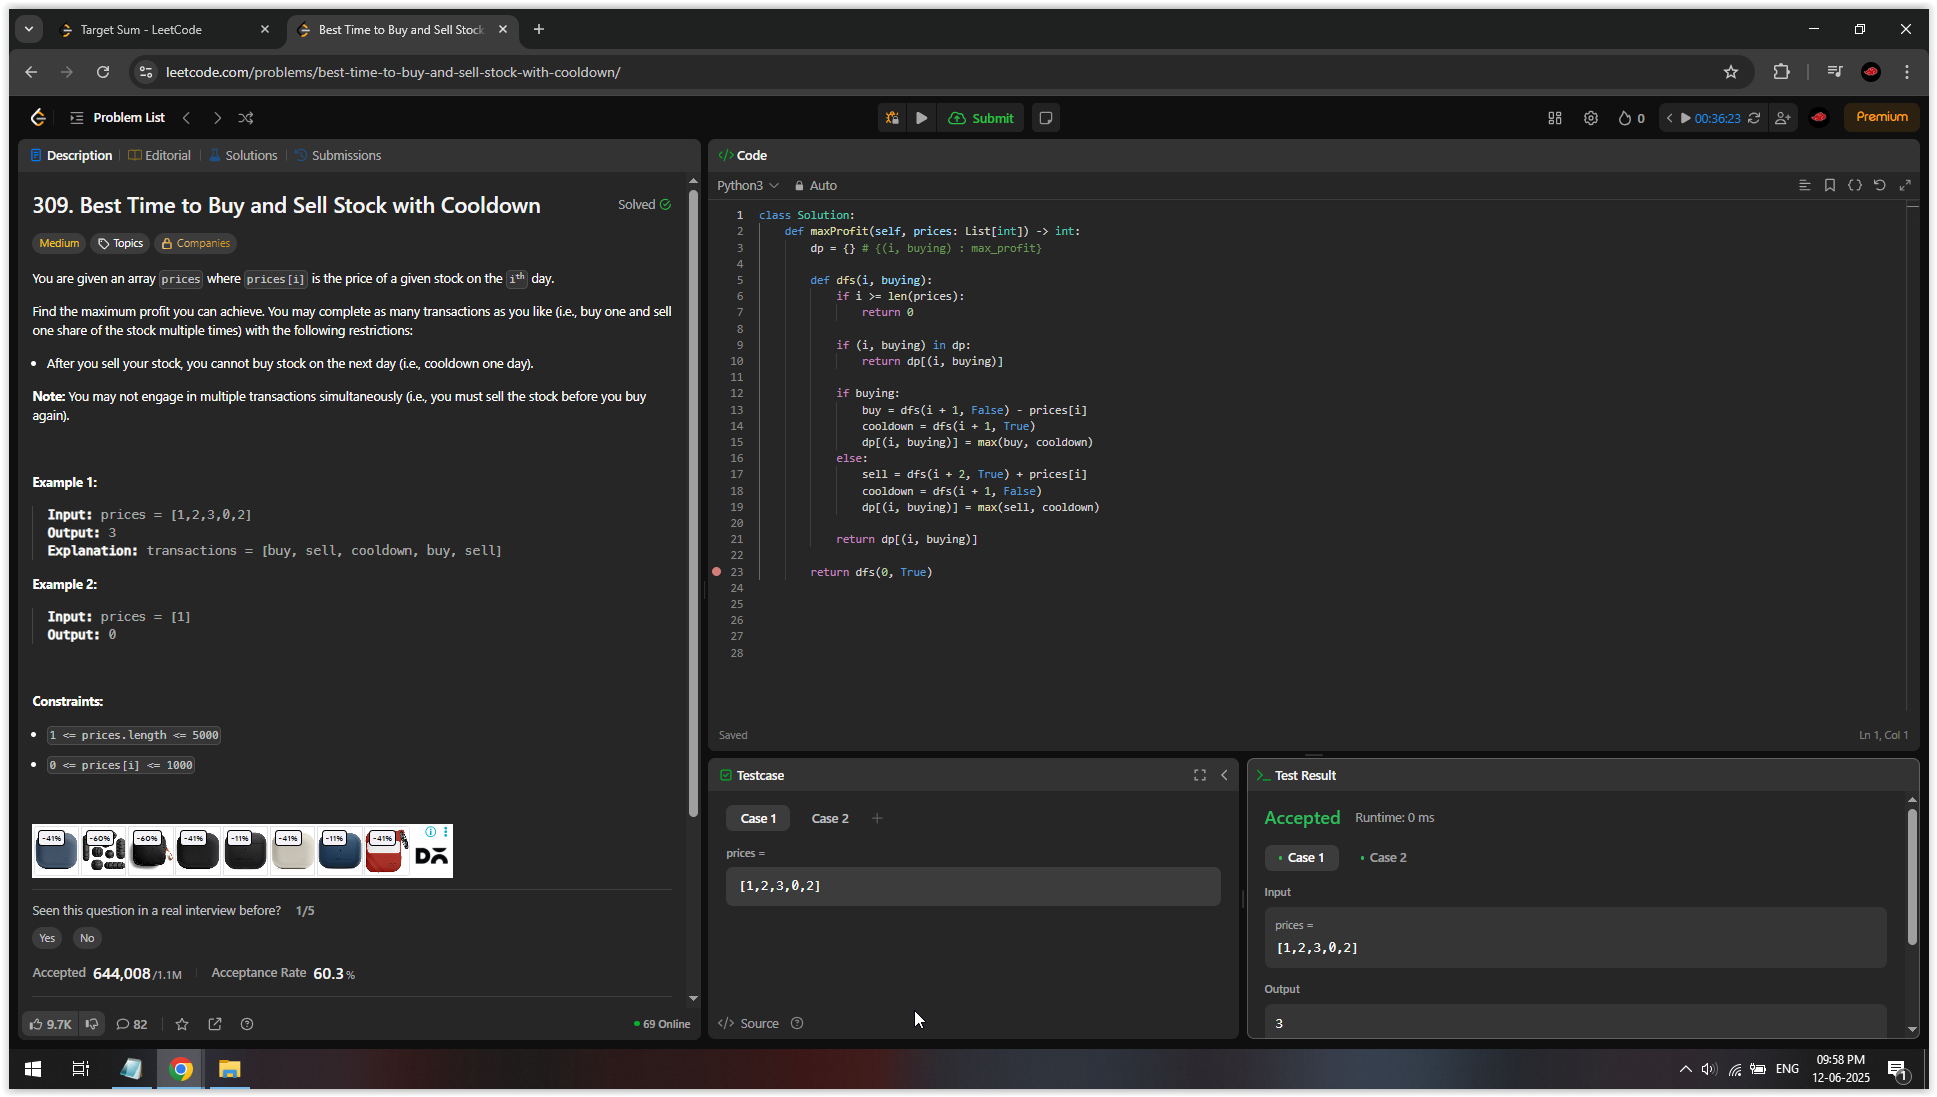 Target Sum - LeetCode
Best Time to Buy and Sell Stock
leetcode.com/problems/best-time-to-buy-and-sell-stock-with-cooldown/
Problem List
Submit
0
00:36:23
Premium
Description
Editorial
Solutions
Submissions
309. Best Time to Buy and Sell Stock with Cooldown
Solved
Medium
Topics
Companies
You are given an array prices where prices[i] is the price of a given stock on the ith day.
Find the maximum profit you can achieve. You may complete as many transactions as you like (i.e., buy one and sell
one share of the stock multiple times) with the following restrictions:
• After you sell your stock, you cannot buy stock on the next day (i.e., cooldown one day).
Note: You may not engage in multiple transactions simultaneously (i.e., you must sell the stock before you buy
again).
Example 1:
Input: prices = [1,2,3,0,2]
Output: 3
Explanation: transactions = [buy, sell, cooldown, buy, sell]
Example 2:
Input: prices = [1]
Output: 0
Constraints:
• 1 <= prices.length <= 5000
• 0 <= prices[i] <= 1000
-41% -60% -60% -41% -11% -41% -11% -41%
Seen this question in a real interview before? 1/5
Yes No
Accepted 644,008/1.1M Acceptance Rate 60.3%
9.7K 82 69 Online
Code
Python3 Auto
1 class Solution:
2 def maxProfit(self, prices: List[int]) -> int:
3 dp = {} # {(i, buying) : max_profit}
4
5 def dfs(i, buying):
6 if i >= len(prices):
7 return 0
8
9 if (i, buying) in dp:
10 return dp[(i, buying)]
11
12 if buying:
13 buy = dfs(i + 1, False) - prices[i]
14 cooldown = dfs(i + 1, True)
15 dp[(i, buying)] = max(buy, cooldown)
16 else:
17 sell = dfs(i + 2, True) + prices[i]
18 cooldown = dfs(i + 1, False)
19 dp[(i, buying)] = max(sell, cooldown)
20
21 return dp[(i, buying)]
22
23 return dfs(0, True)
24
25
26
27
28
Saved
Ln 1, Col 1
Testcase
Case 1 Case 2 +
prices =
[1,2,3,0,2]
</> Source
Test Result
Accepted Runtime: 0 ms
• Case 1 • Case 2
Input
prices =
[1,2,3,0,2]
Output
3
ENG
09:58 PM
12-06-2025
1